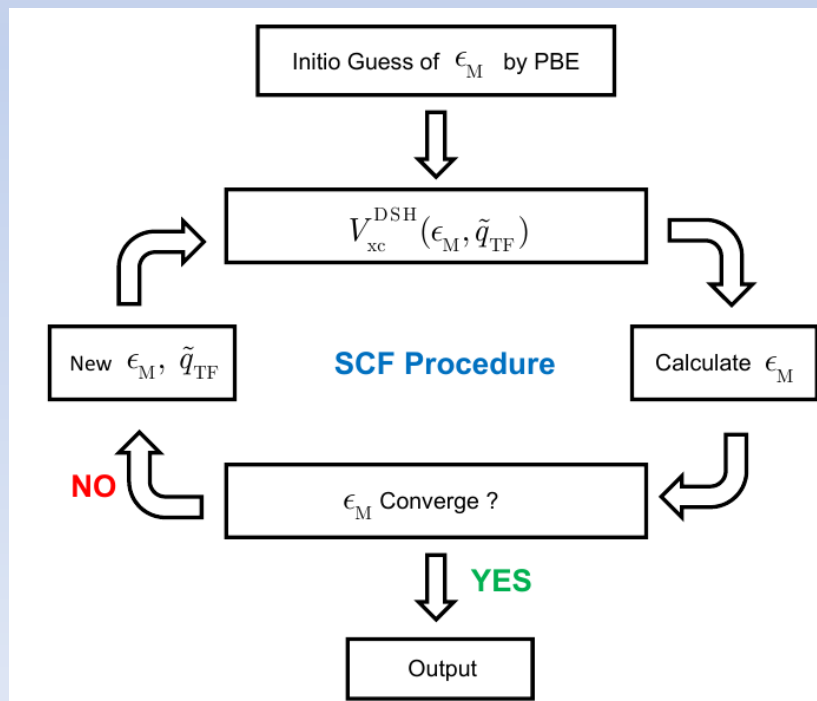 Initio Guess of ϵ_M by PBE
V_xc^DSH(ϵ_M, q̃_TF)
New ϵ_M, q̃_TF
SCF Procedure
Calculate ϵ_M
NO
ϵ_M Converge ?
YES
Output